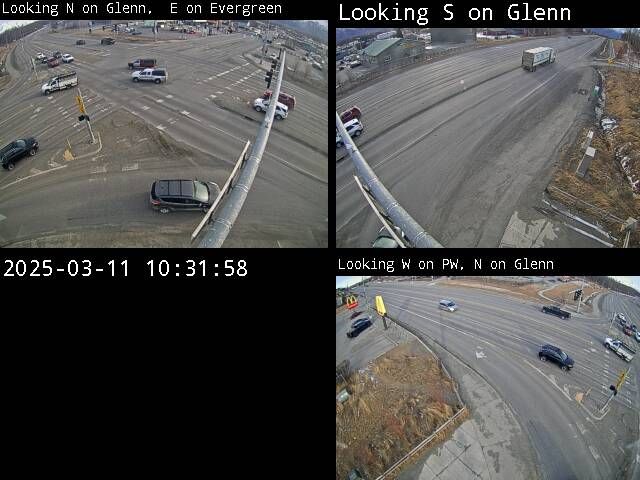 Looking N on Glenn, E on Evergreen
Looking S on Glenn
2025-03-11 10:31:58
Looking W on PW, N on Glenn